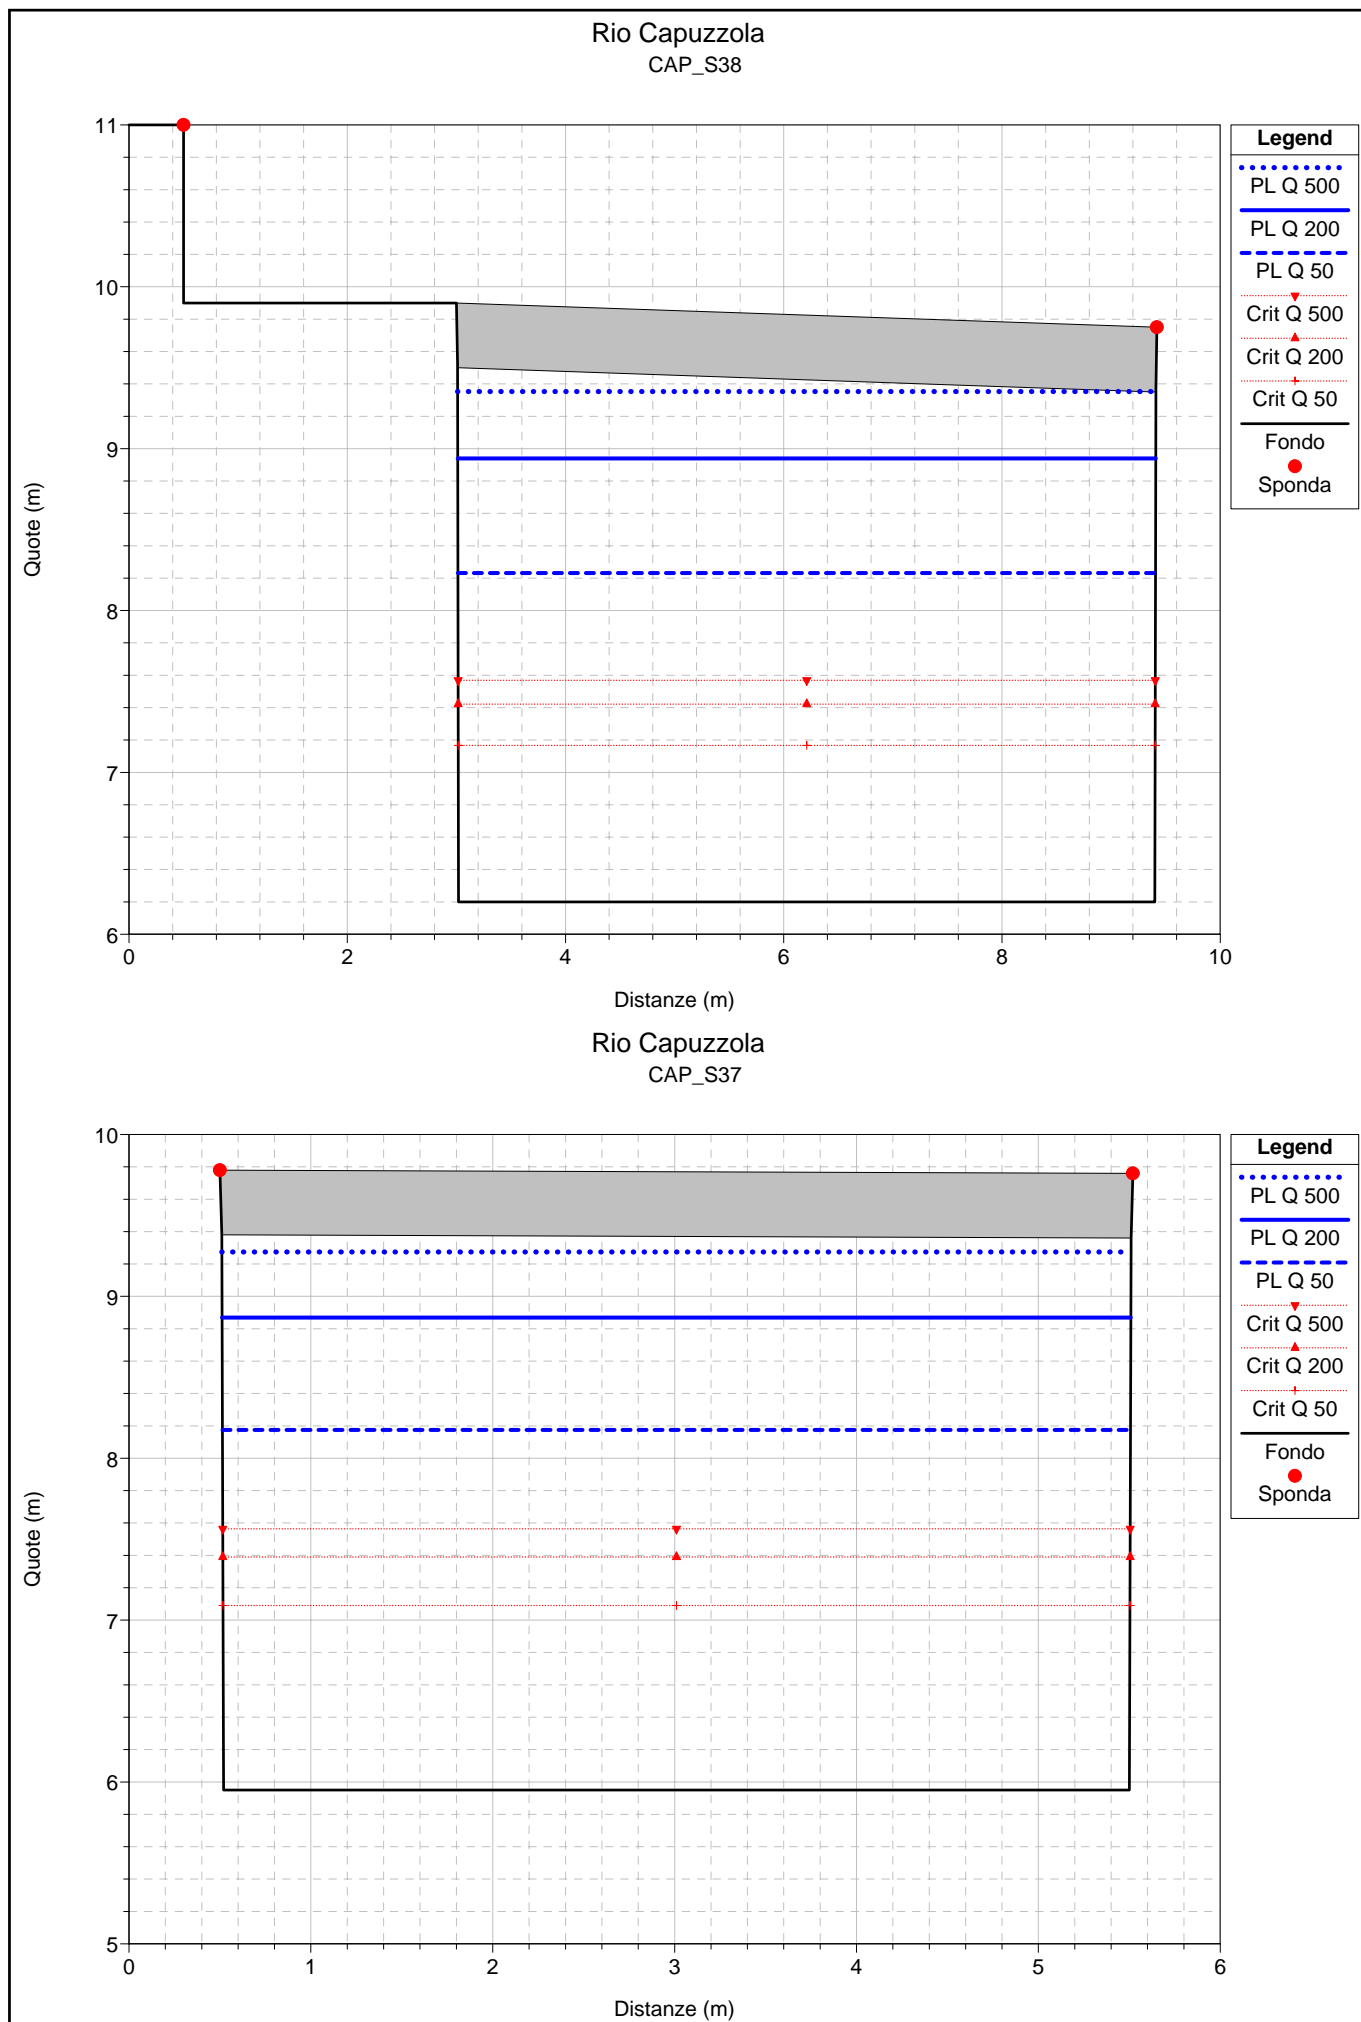 Rio Capuzzola
CAP_S38
Quote (m)
11
10
9
8
7
6
0 2 4 6 8 10
Distanze (m)
Legend
PL Q 500
PL Q 200
PL Q 50
Crit Q 500
Crit Q 200
Crit Q 50
Fondo
Sponda
Rio Capuzzola
CAP_S37
Quote (m)
10
9
8
7
6
5
0 1 2 3 4 5 6
Distanze (m)
Legend
PL Q 500
PL Q 200
PL Q 50
Crit Q 500
Crit Q 200
Crit Q 50
Fondo
Sponda